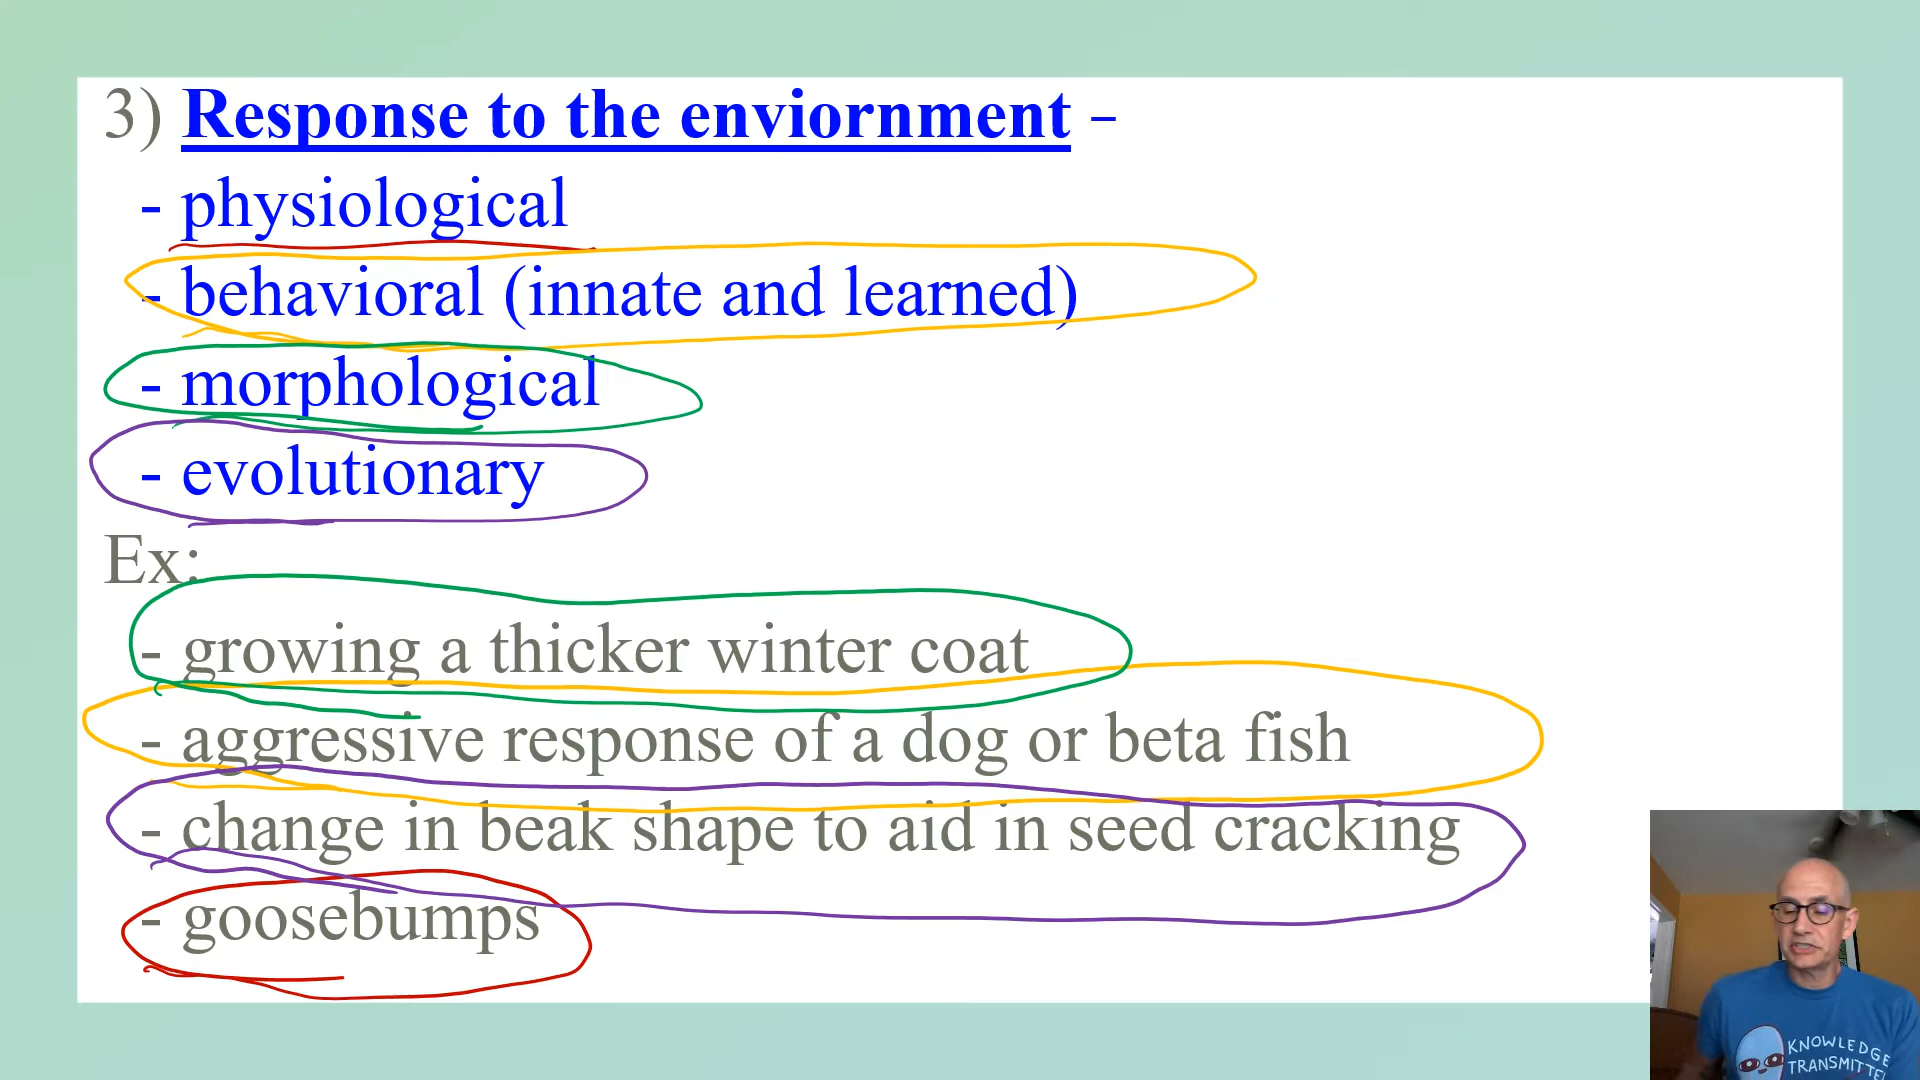 3) Response to the enviornment –
- physiological
- behavioral (innate and learned)
- morphological
- evolutionary
Ex:
- growing a thicker winter coat
- aggressive response of a dog or beta fish
- change in beak shape to aid in seed cracking
- goosebumps
KNOWLEDGE